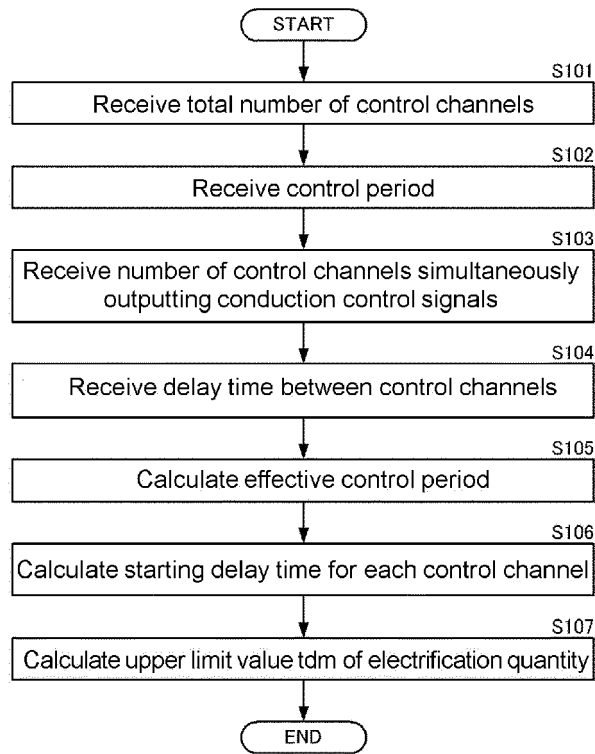 START
S101
Receive total number of control channels
S102
Receive control period
S103
Receive number of control channels simultaneously
outputting conduction control signals
S104
Receive delay time between control channels
S105
Calculate effective control period
S106
Calculate starting delay time for each control channel
S107
Calculate upper limit value tdm of electrification quantity
END